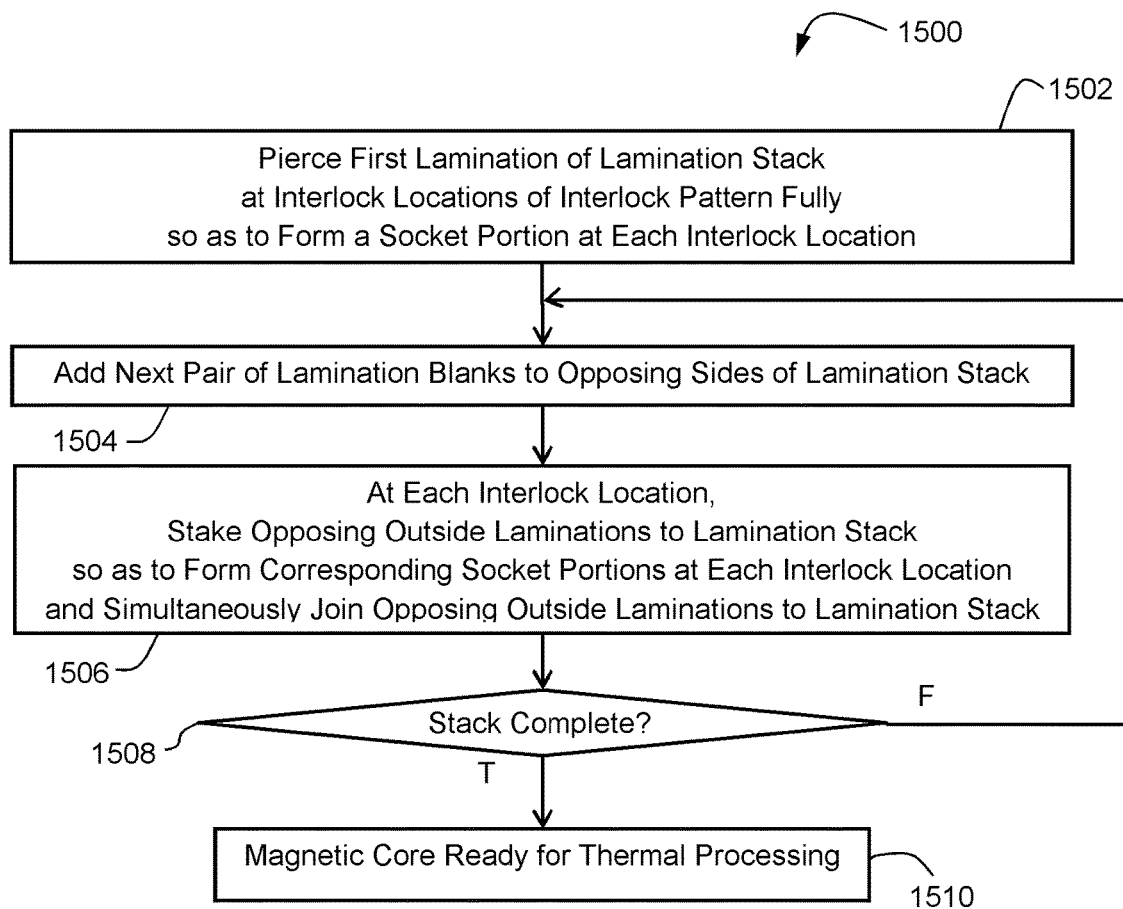 1500
1502
Pierce First Lamination of Lamination Stack
at Interlock Locations of Interlock Pattern Fully
so as to Form a Socket Portion at Each Interlock Location
Add Next Pair of Lamination Blanks to Opposing Sides of Lamination Stack
1504
At Each Interlock Location,
Stake Opposing Outside Laminations to Lamination Stack
so as to Form Corresponding Socket Portions at Each Interlock Location
and Simultaneously Join Opposing Outside Laminations to Lamination Stack
1506
F
Stack Complete?
1508
T
Magnetic Core Ready for Thermal Processing
1510